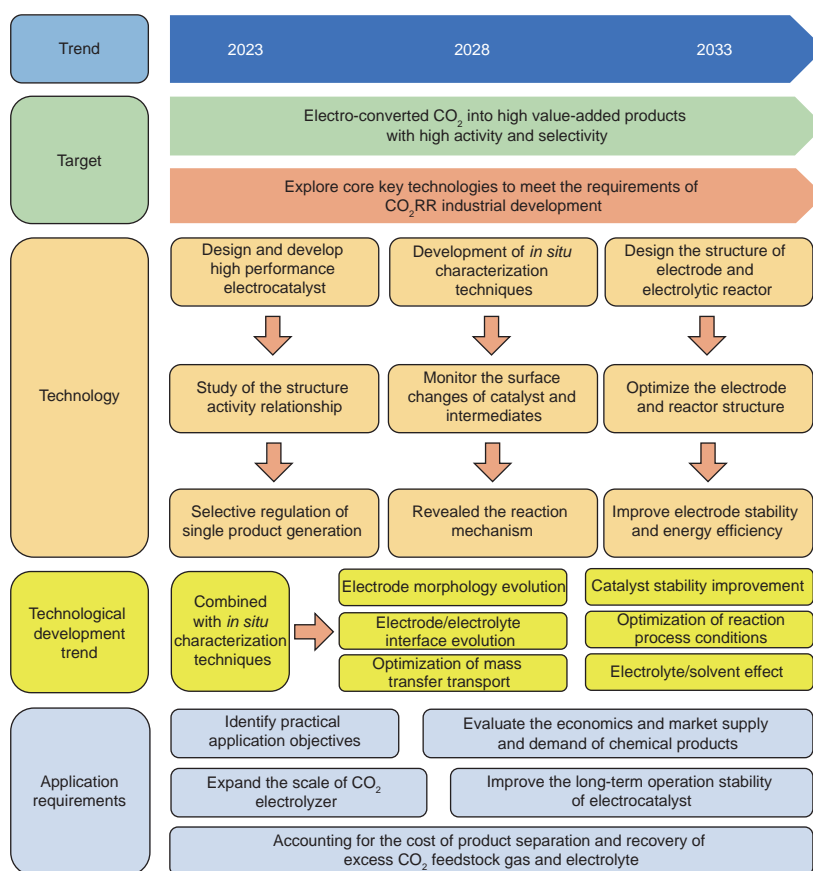 Trend
2023
2028
2033
Target
Electro-converted CO₂ into high value-added products
with high activity and selectivity
Explore core key technologies to meet the requirements of
CO₂RR industrial development
Technology
Design and develop
high performance
electrocatalyst
Development of in situ
characterization
techniques
Design the structure of
electrode and
electrolytic reactor
Study of the structure
activity relationship
Monitor the surface
changes of catalyst and
intermediates
Optimize the electrode
and reactor structure
Selective regulation of
single product generation
Revealed the reaction
mechanism
Improve electrode stability
and energy efficiency
Technological
development
trend
Combined
with in situ
characterization
techniques
Electrode morphology evolution
Electrode/electrolyte
interface evolution
Optimization of mass
transfer transport
Catalyst stability improvement
Optimization of reaction
process conditions
Electrolyte/solvent effect
Application
requirements
Identify practical
application objectives
Evaluate the economics and market supply
and demand of chemical products
Expand the scale of CO₂
electrolyzer
Improve the long-term operation stability
of electrocatalyst
Accounting for the cost of product separation and recovery of
excess CO₂ feedstock gas and electrolyte